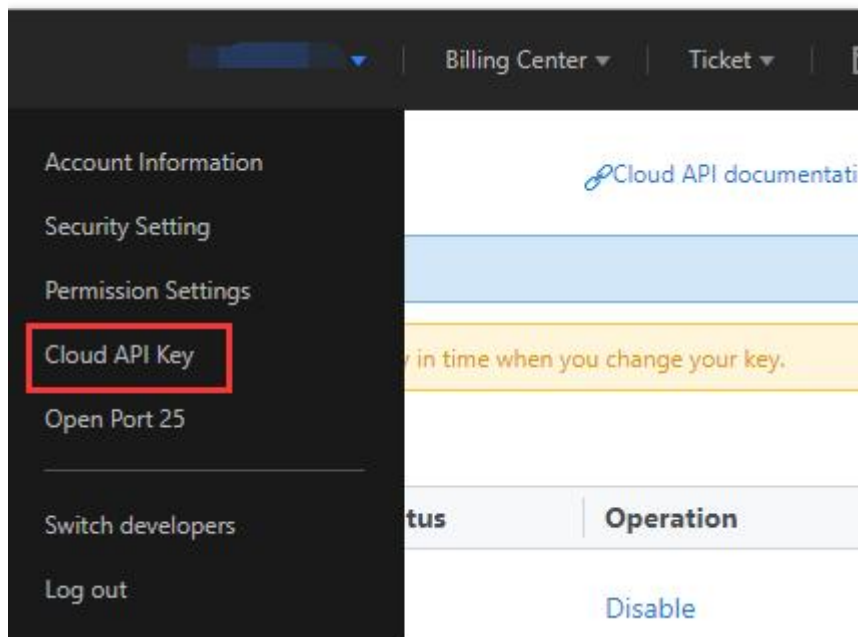 Billing Center
Ticket
Account Information
Cloud API documentati
Security Setting
Permission Settings
Cloud API Key
in time when you change your key.
Open Port 25
tus
Operation
Switch developers
Log out
Disable